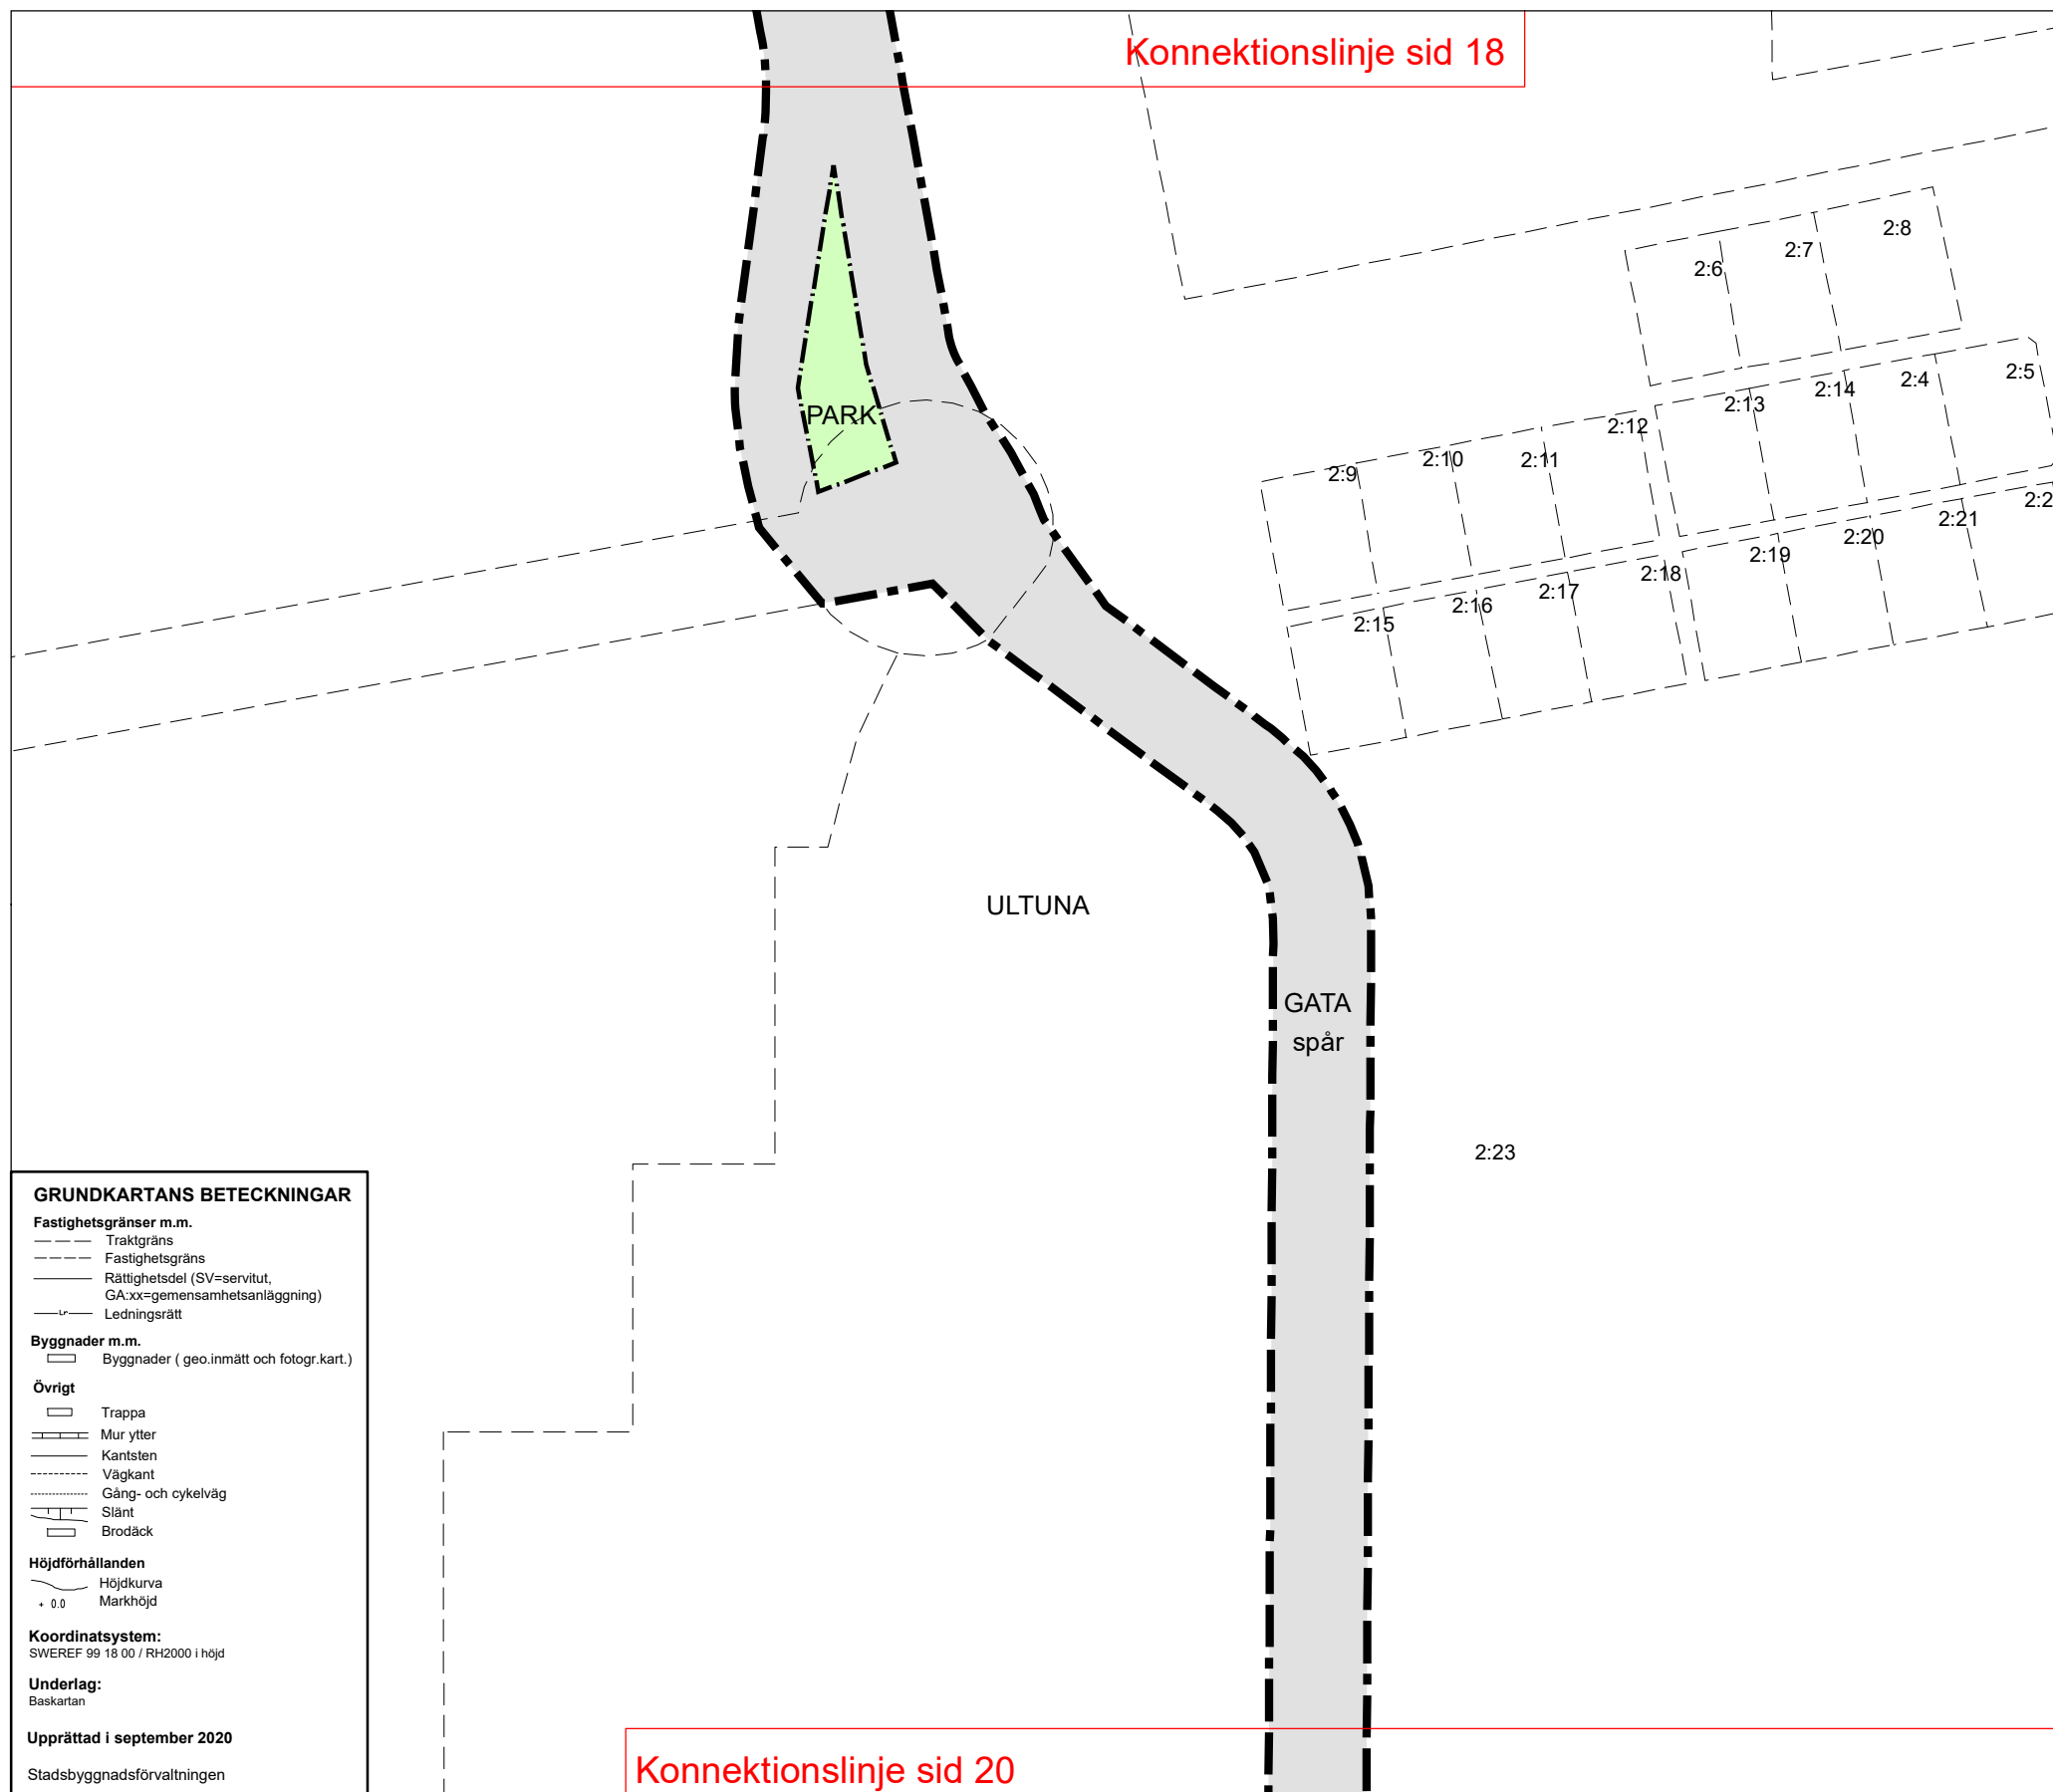 Konnektionslinje sid 18
2:8
2:7
2:6
2:5
2:4
2:14
2:13
2:12
2:11
2:10
2:9
PARK
2:2
2:21
2:20
2:19
2:18
2:17
2:16
2:15
ULTUNA
GATA
spår
2:23
GRUNDKARTANS BETECKNINGAR
Fastighetsgränser m.m.
Traktgräns
Fastighetsgräns
Rättighetsdel (SV=servitut,
GA:xx=gemensamhetsanläggning)
Lr Ledningsrätt
Byggnader m.m.
Byggnader ( geo.inmätt och fotogr.kart.)
Övrigt
Trappa
Mur ytter
Kantsten
Vägkant
Gång- och cykelväg
Slänt
Brodäck
Höjdförhållanden
Höjdkurva
+ 0.0 Markhöjd
Koordinatsystem:
SWEREF 99 18 00 / RH2000 i höjd
Underlag:
Baskartan
Upprättad i september 2020
Stadsbyggnadsförvaltningen
Konnektionslinje sid 20